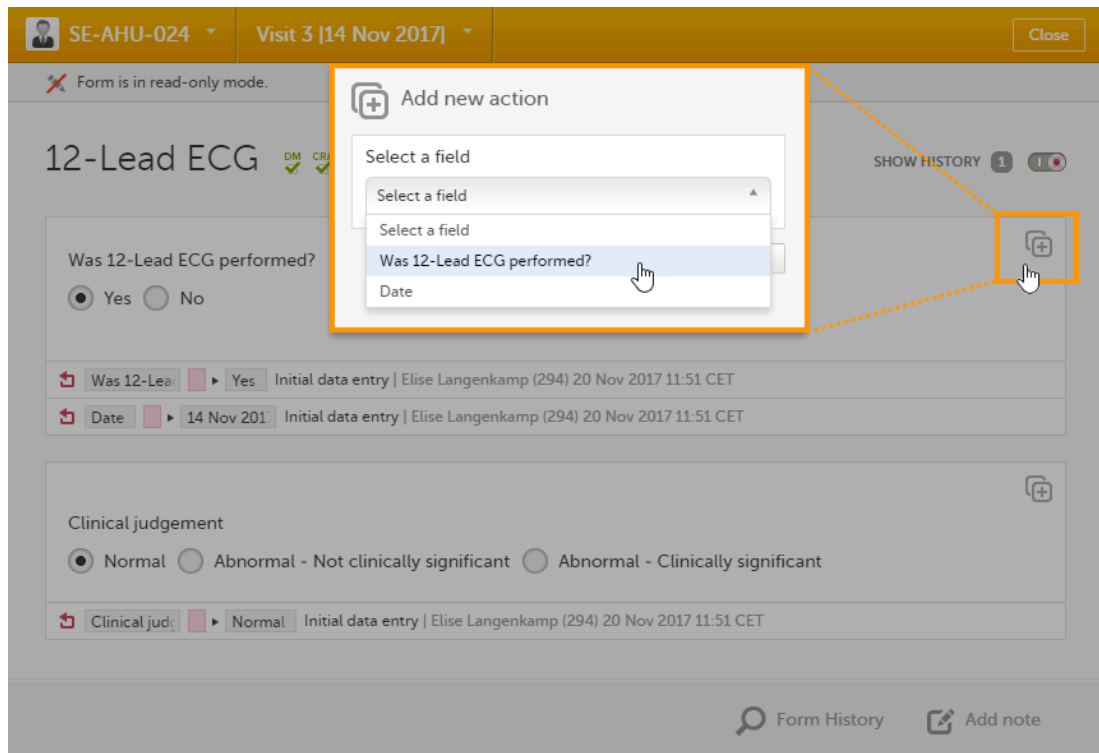 SE-AHU-024 Visit 3 [14 Nov 2017] Close
Form is in read-only mode.
Add new action
Select a field
Select a field
Select a field
Was 12-Lead ECG performed?
Date
12-Lead ECG DM CRA
SHOW HISTORY 1
Was 12-Lead ECG performed?
Yes No
Was 12-Lea Yes Initial data entry | Elise Langenkamp (294) 20 Nov 2017 11:51 CET
Date 14 Nov 201 Initial data entry | Elise Langenkamp (294) 20 Nov 2017 11:51 CET
Clinical judgement
Normal Abnormal - Not clinically significant Abnormal - Clinically significant
Clinical judg Normal Initial data entry | Elise Langenkamp (294) 20 Nov 2017 11:51 CET
Form History Add note